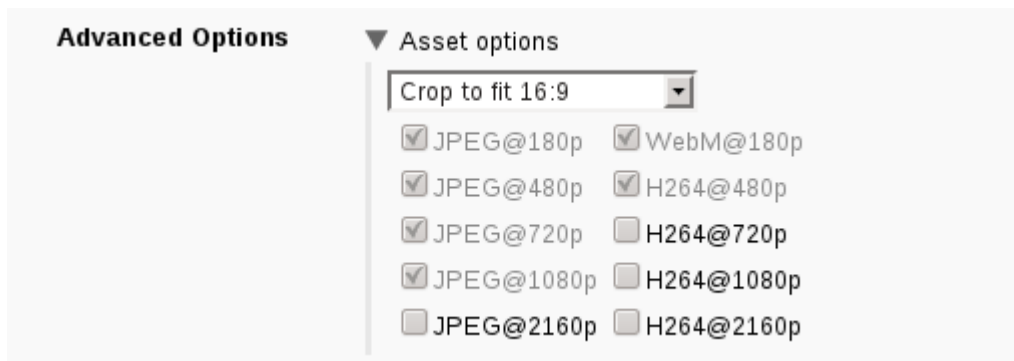 Advanced Options
Asset options
Crop to fit 16:9
JPEG@180p WebM@180p
JPEG@480p H264@480p
JPEG@720p H264@720p
JPEG@1080p H264@1080p
JPEG@2160p H264@2160p